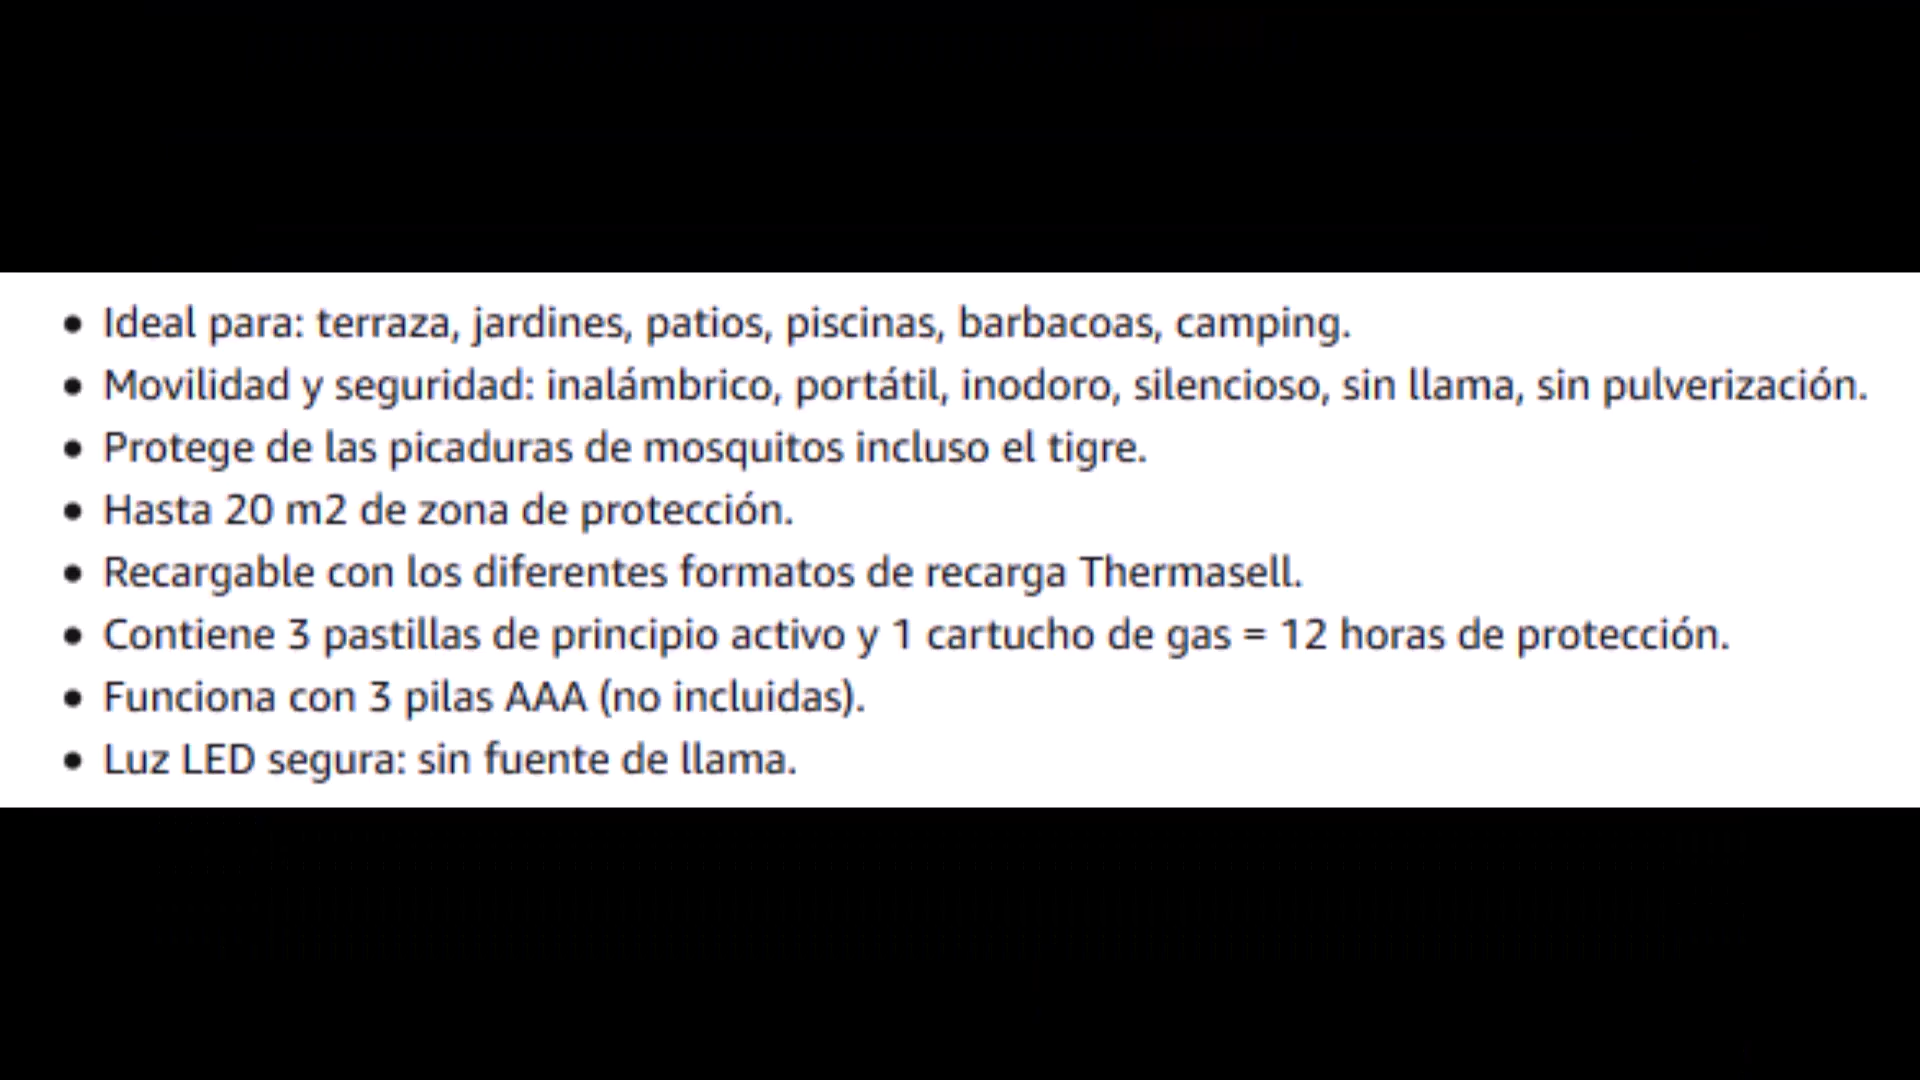 • Ideal para: terraza, jardines, patios, piscinas, barbacoas, camping.
• Movilidad y seguridad: inalámbrico, portátil, inodoro, silencioso, sin llama, sin pulverización.
• Protege de las picaduras de mosquitos incluso el tigre.
• Hasta 20 m2 de zona de protección.
• Recargable con los diferentes formatos de recarga Thermasell.
• Contiene 3 pastillas de principio activo y 1 cartucho de gas = 12 horas de protección.
• Funciona con 3 pilas AAA (no incluidas).
• Luz LED segura: sin fuente de llama.